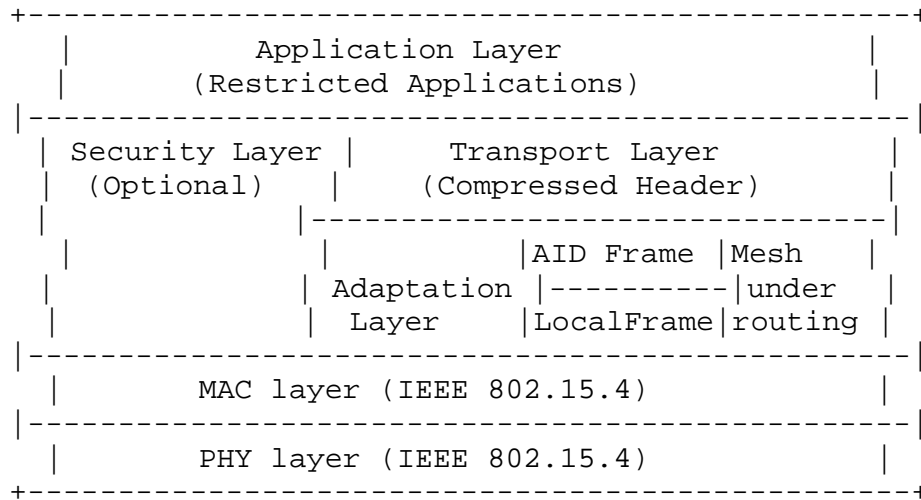 +--------------------------------------------------+
|           Application Layer                 |
|       (Restricted Applications)             |
|-------------------------------------------------|
| Security Layer |     Transport Layer          |
|  (Optional)    |    (Compressed Header)       |
|              |--------------------------------|
|              |          |AID Frame |Mesh   |
|              | Adaptation |----------|under  |
|              |  Layer     |LocalFrame|routing |
|-------------------------------------------------|
|       MAC layer (IEEE 802.15.4)             |
|-------------------------------------------------|
|       PHY layer (IEEE 802.15.4)             |
+--------------------------------------------------+